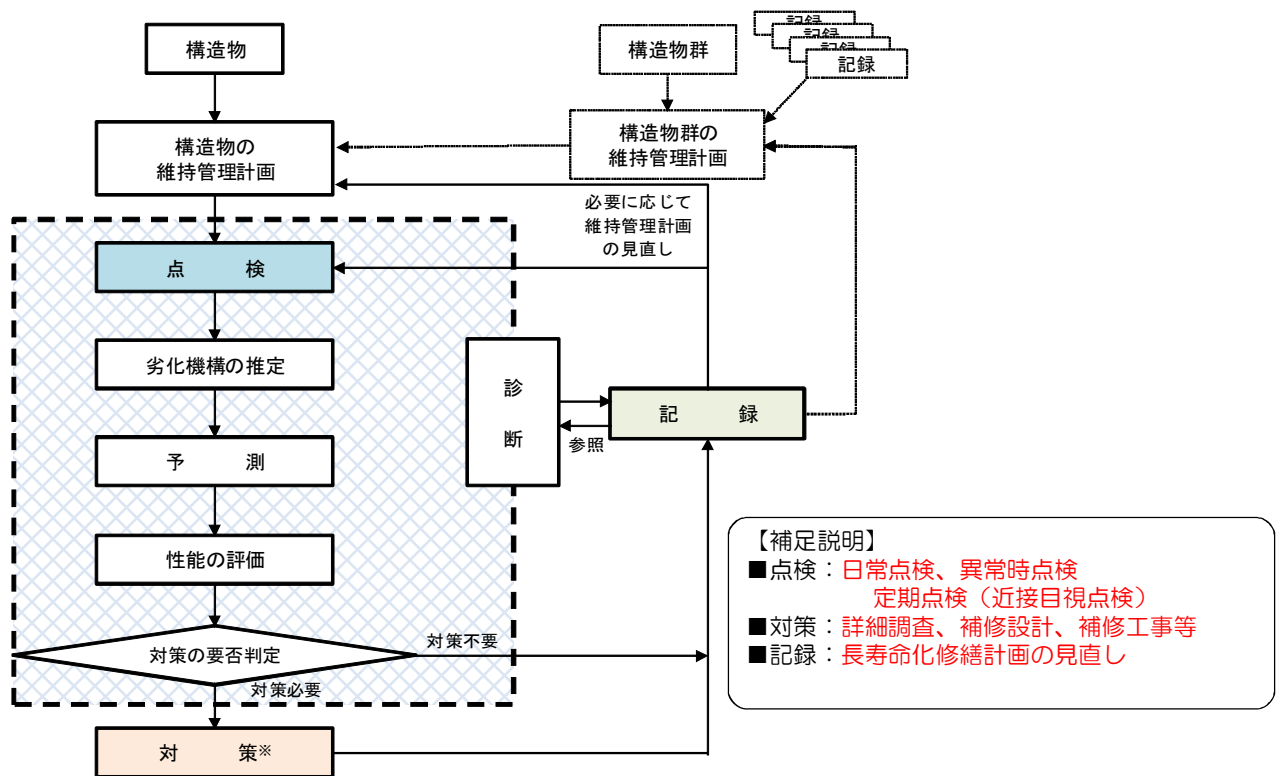 構造物
構造物群
記録
記録
記録
記録
構造物の
維持管理計画
構造物群の
維持管理計画
必要に応じて
維持管理計画
の見直し
点 検
劣化機構の推定
診
断
記 録
参照
予 測
性能の評価
対策の要否判定
対策不要
対策必要
対 策※
【補足説明】
■点検：日常点検、異常時点検
定期点検（近接目視点検）
■対策：詳細調査、補修設計、補修工事等
■記録：長寿命化修繕計画の見直し